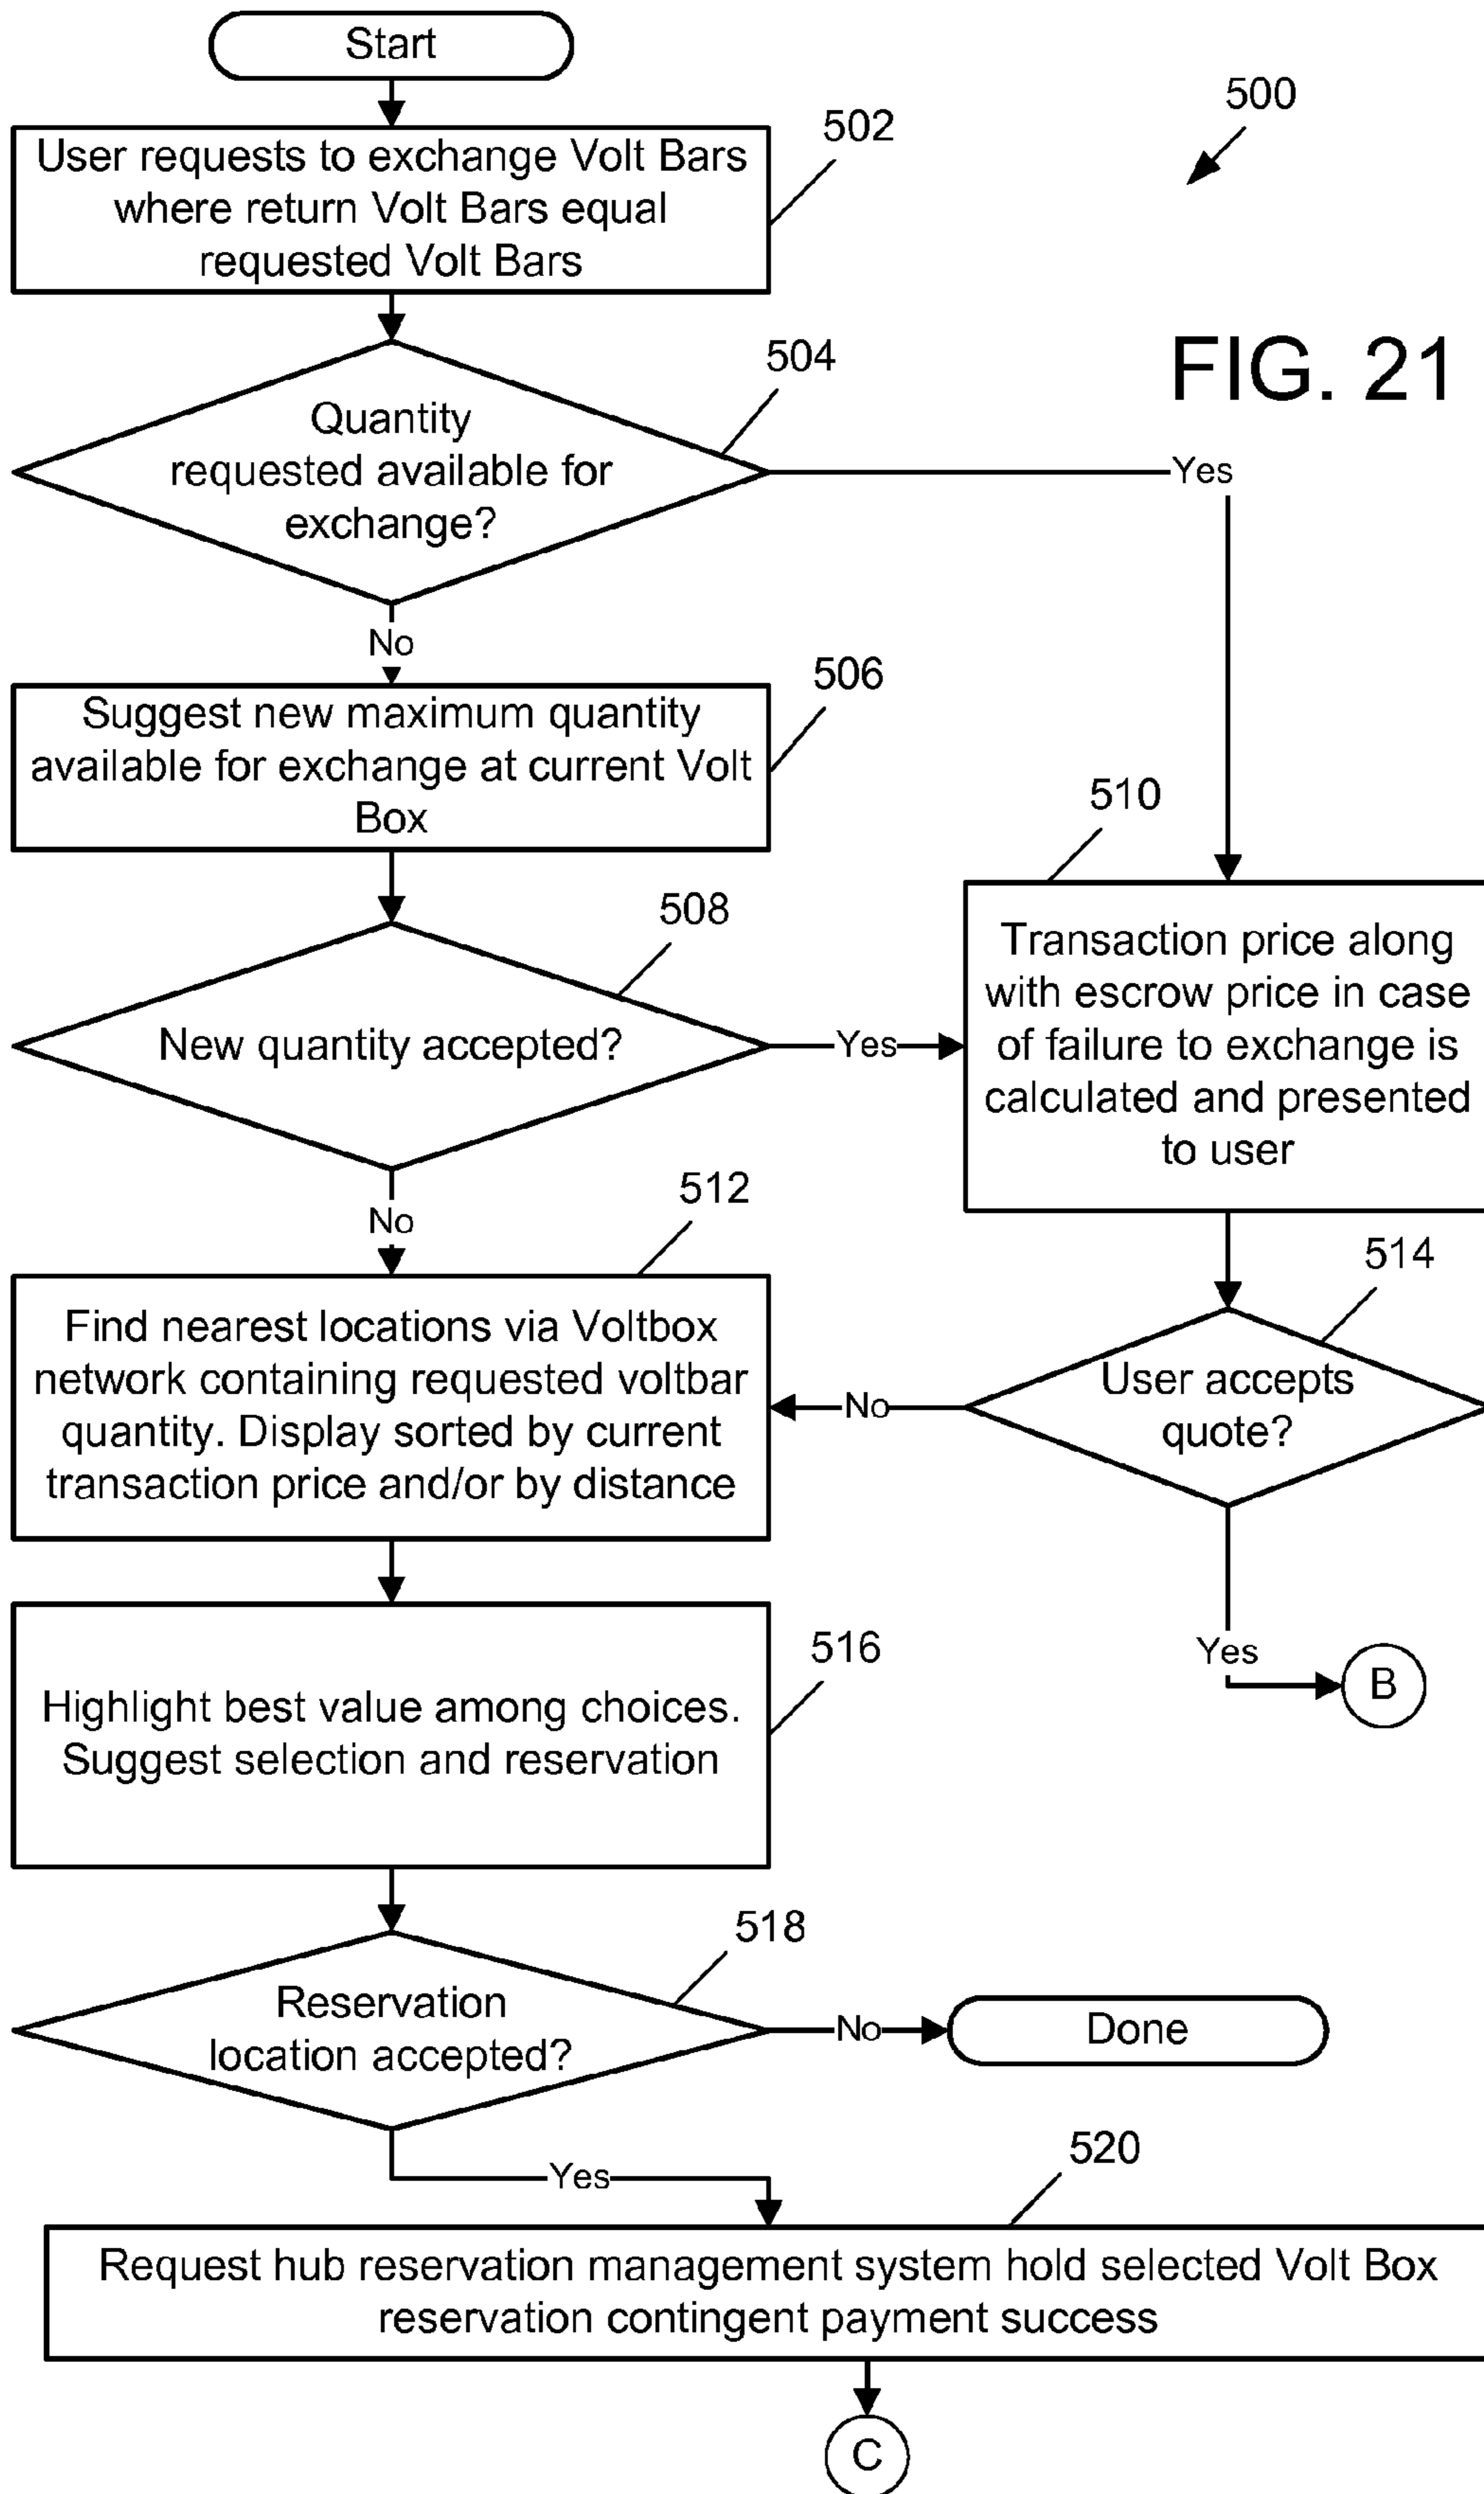 Start
500
502
User requests to exchange Volt Bars
where return Volt Bars equal
requested Volt Bars
FIG. 21
504
Quantity
requested available for
exchange?
Yes
No
506
Suggest new maximum quantity
available for exchange at current Volt
Box
510
508
New quantity accepted?
Yes
Transaction price along
with escrow price in case
of failure to exchange is
calculated and presented
to user
No
512
514
Find nearest locations via Voltbox
network containing requested voltbar
quantity. Display sorted by current
transaction price and/or by distance
No
User accepts
quote?
Yes
B
516
Highlight best value among choices.
Suggest selection and reservation
518
Reservation
location accepted?
No
Done
Yes
520
Request hub reservation management system hold selected Volt Box
reservation contingent payment success
C